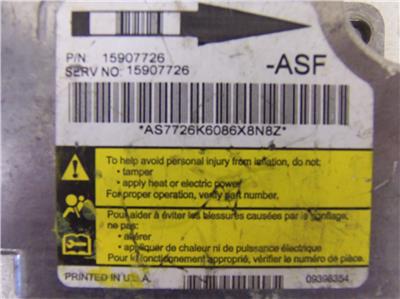 P/N 15907726
SERV NO: 15907726
-ASF
*AS7726K6086X8N8Z*
To help avoid personal injury from inflation, do not:
• tamper
• apply heat or electric power
For proper operation, verify part number.
Pour aider à éviter les blessures causées par le gonflage,
ne pas:
• altérer
• appliquer de chaleur ni de puissance électrique
Pour le fonctionnement approprié, vérifier le numéro de pièce.
PRINTED IN U.S.A.
09398354